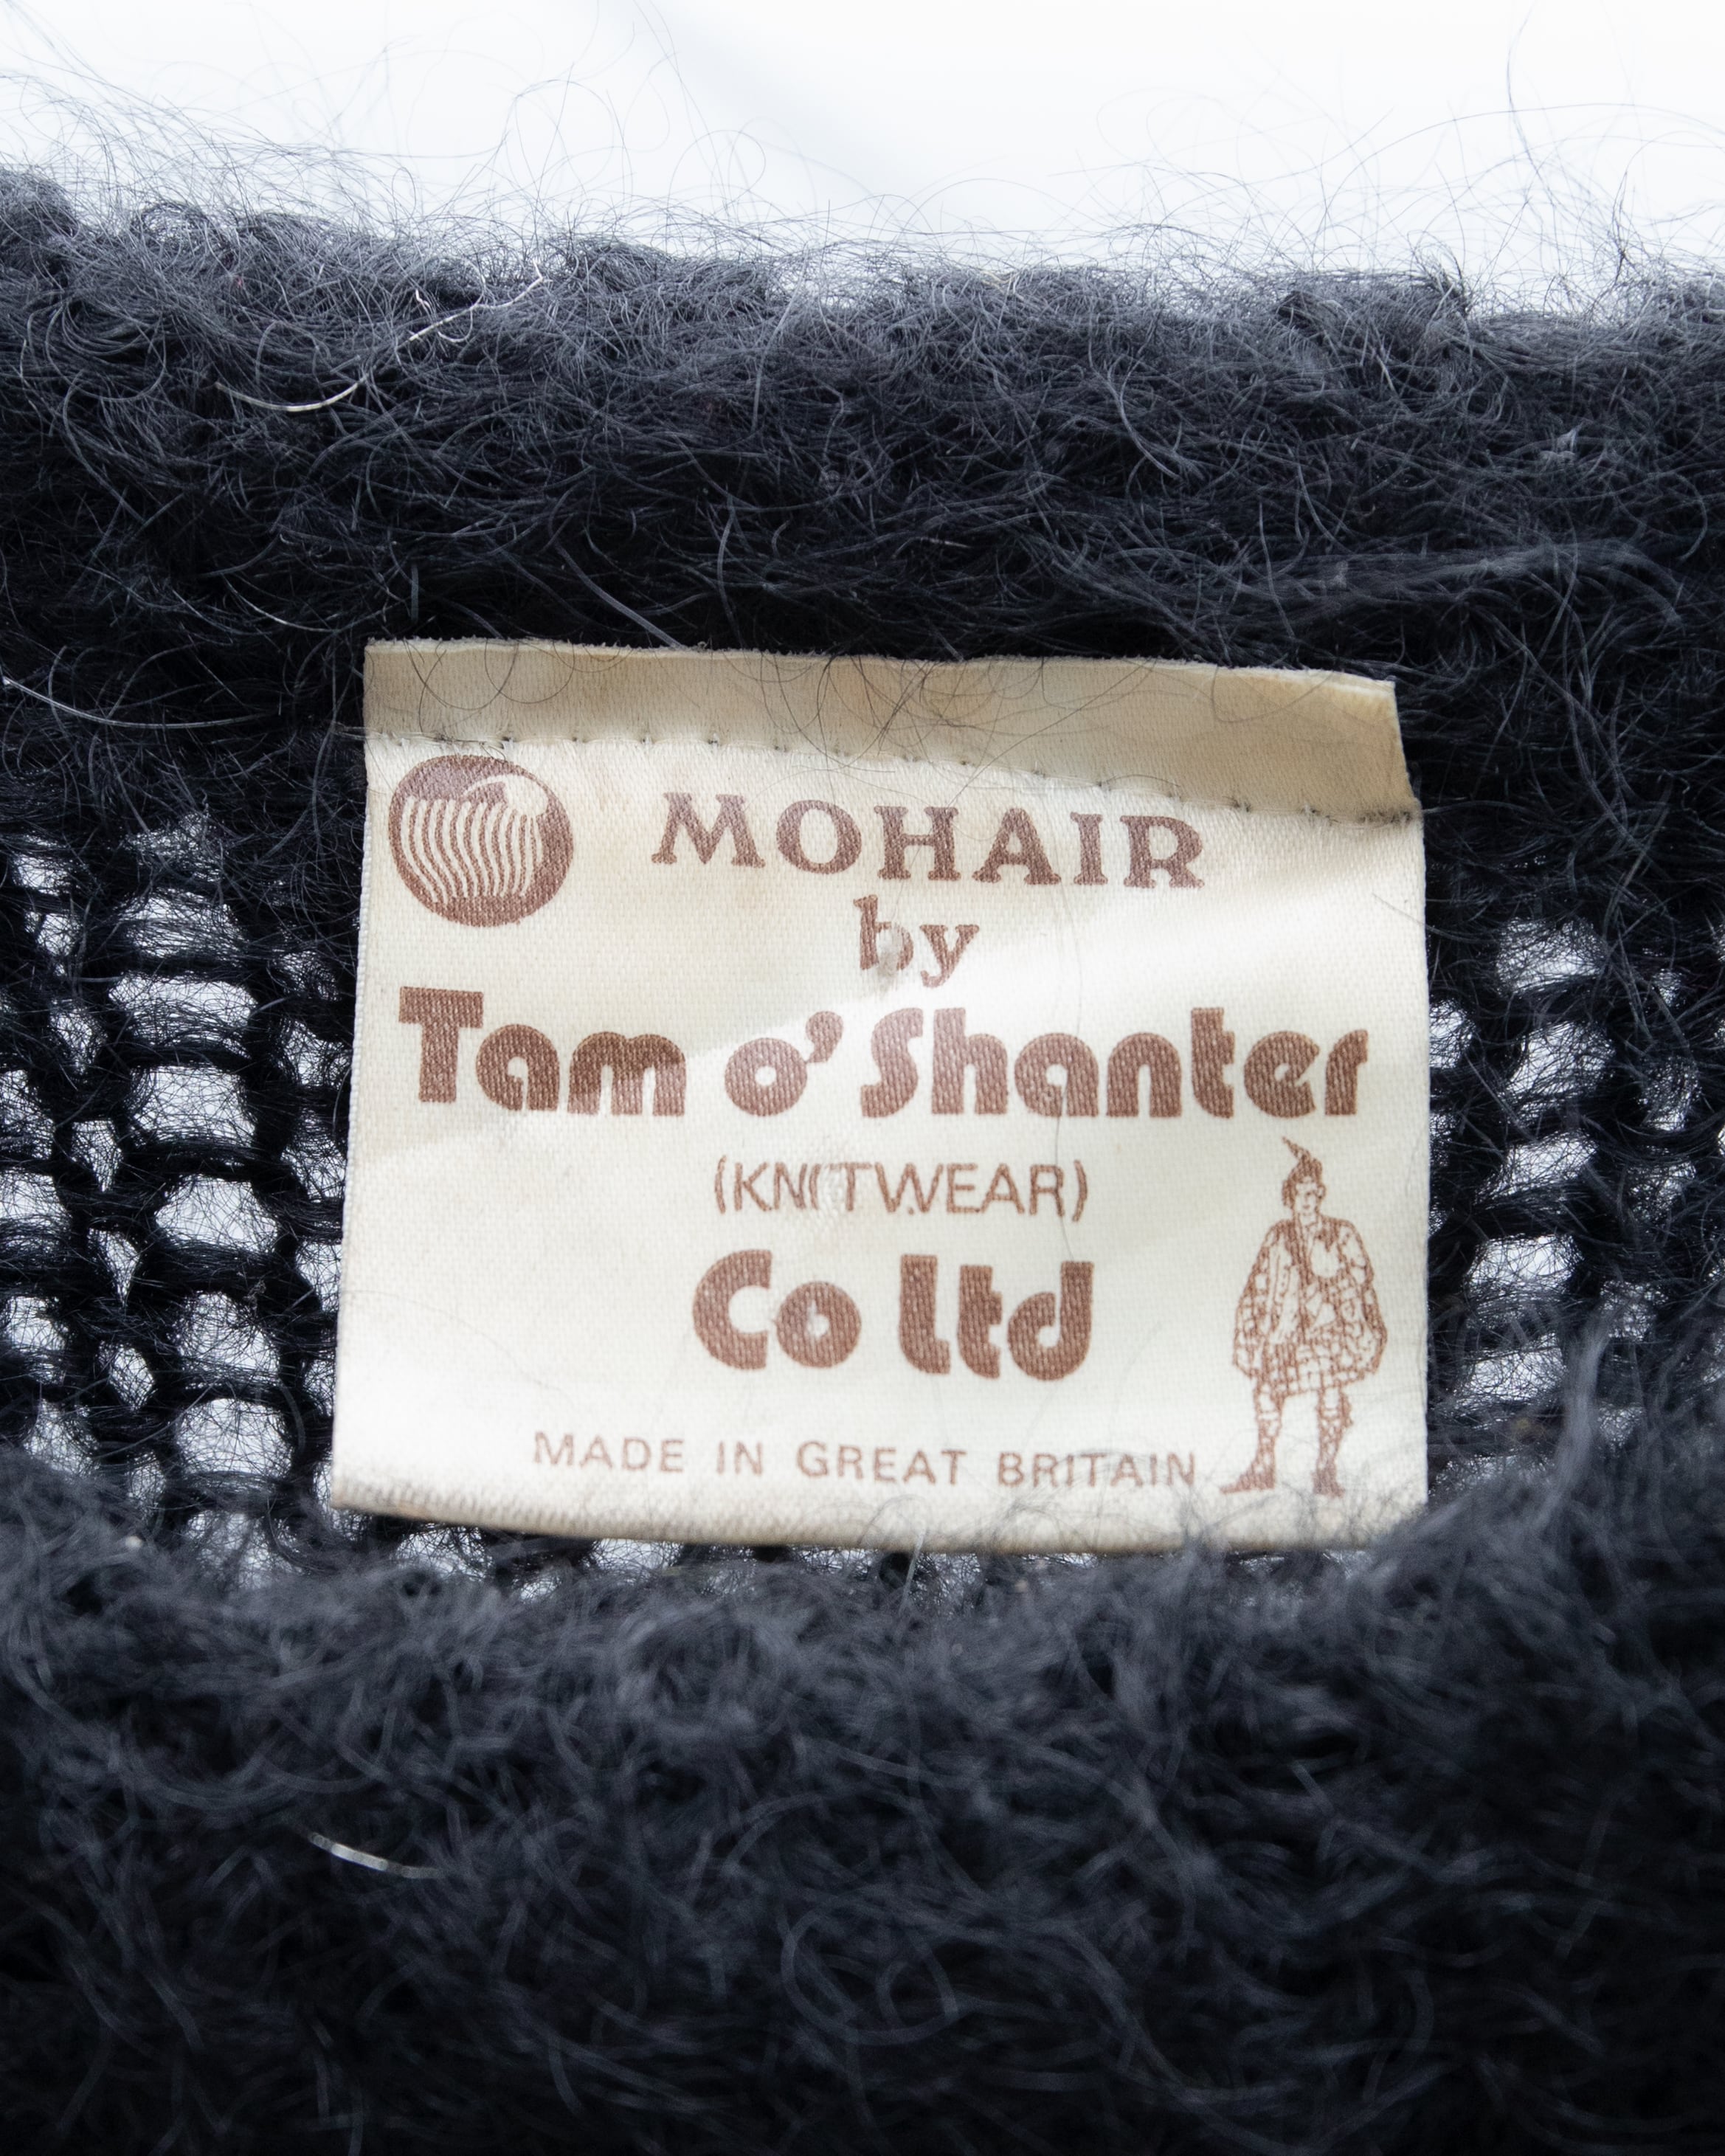 MOHAIR
by
Tam o' Shanter
(KNITWEAR)
Co Ltd
MADE IN GREAT BRITAIN